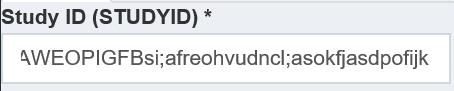 Study ID (STUDYID) *
AWEOPIGFBsi;afreohvudncl;asokfjasdpofijk